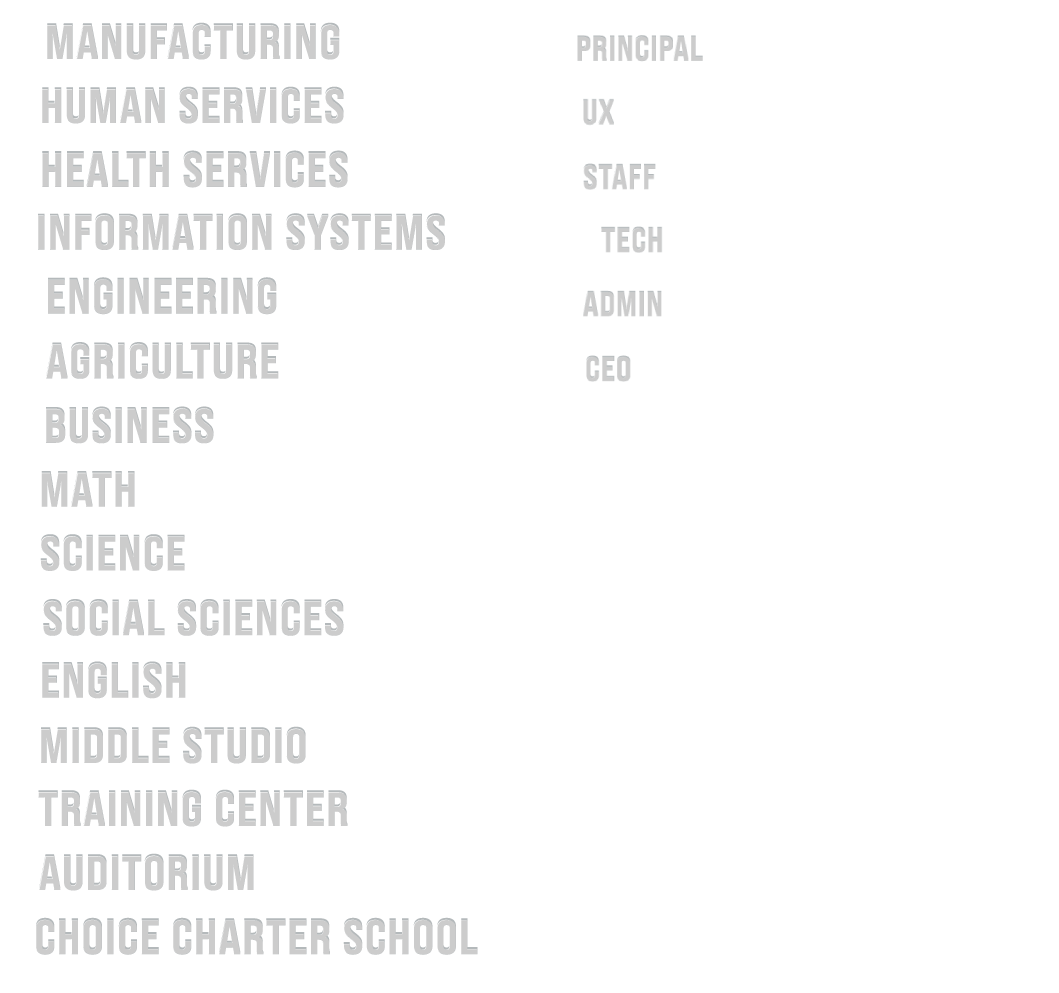 MANUFACTURING
HUMAN SERVICES
HEALTH SERVICES
INFORMATION SYSTEMS
ENGINEERING
AGRICULTURE
BUSINESS
MATH
SCIENCE
SOCIAL SCIENCES
ENGLISH
MIDDLE STUDIO
TRAINING CENTER
AUDITORIUM
CHOICE CHARTER SCHOOL
PRINCIPAL
UX
STAFF
TECH
ADMIN
CEO